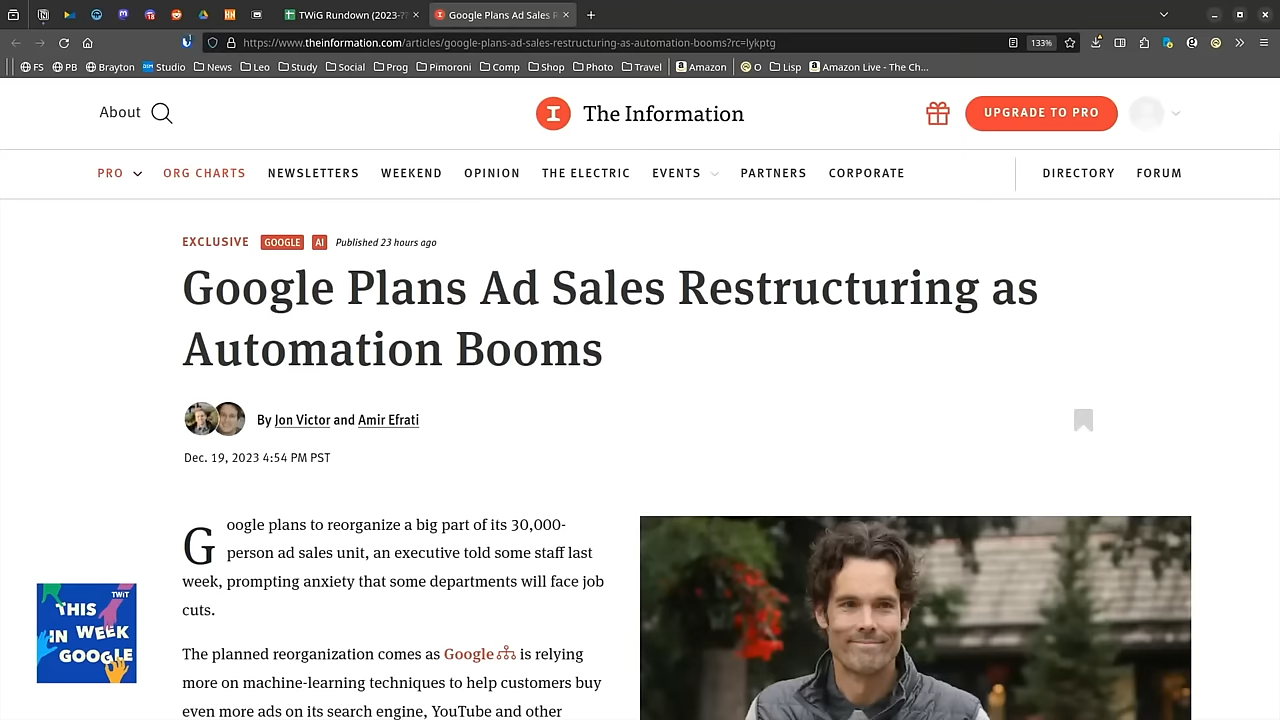 TWiG Rundown (2023-??
Google Plans Ad Sales R
https://www.theinformation.com/articles/google-plans-ad-sales-restructuring-as-automation-booms?rc=lykptg
133%
FS PB Brayton Studio News Leo Study Social Prog Pimoroni Comp Shop Photo Travel Amazon O Lisp Amazon Live - The Ch...
About
The Information
UPGRADE TO PRO
PRO ORG CHARTS NEWSLETTERS WEEKEND OPINION THE ELECTRIC EVENTS PARTNERS CORPORATE DIRECTORY FORUM
EXCLUSIVE GOOGLE AI Published 23 hours ago
Google Plans Ad Sales Restructuring as
Automation Booms
By Jon Victor and Amir Efrati
Dec. 19, 2023 4:54 PM PST
Google plans to reorganize a big part of its 30,000-
person ad sales unit, an executive told some staff last
week, prompting anxiety that some departments will face job
cuts.
The planned reorganization comes as Google is relying
more on machine-learning techniques to help customers buy
even more ads on its search engine, YouTube and other
TWiT
THIS
IN WEEK
GOOGLE